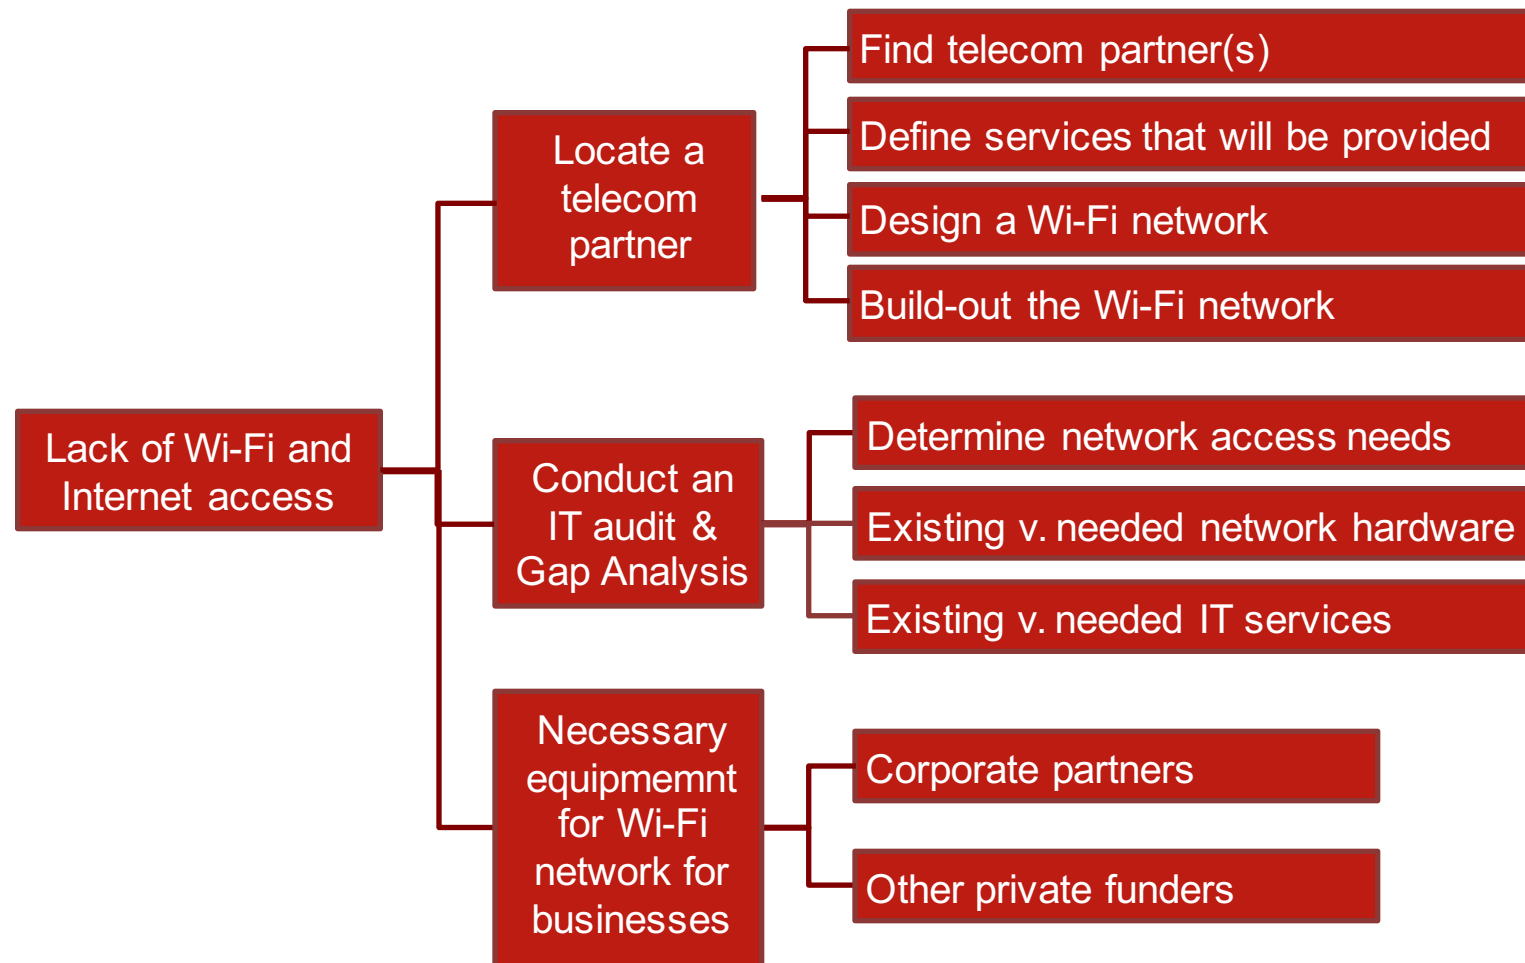 Lack of Wi-Fi and
Internet access
Locate a
telecom
partner
Find telecom partner(s)
Define services that will be provided
Design a Wi-Fi network
Build-out the Wi-Fi network
Conduct an
IT audit &
Gap Analysis
Determine network access needs
Existing v. needed network hardware
Existing v. needed IT services
Necessary
equipmemnt
for Wi-Fi
network for
businesses
Corporate partners
Other private funders